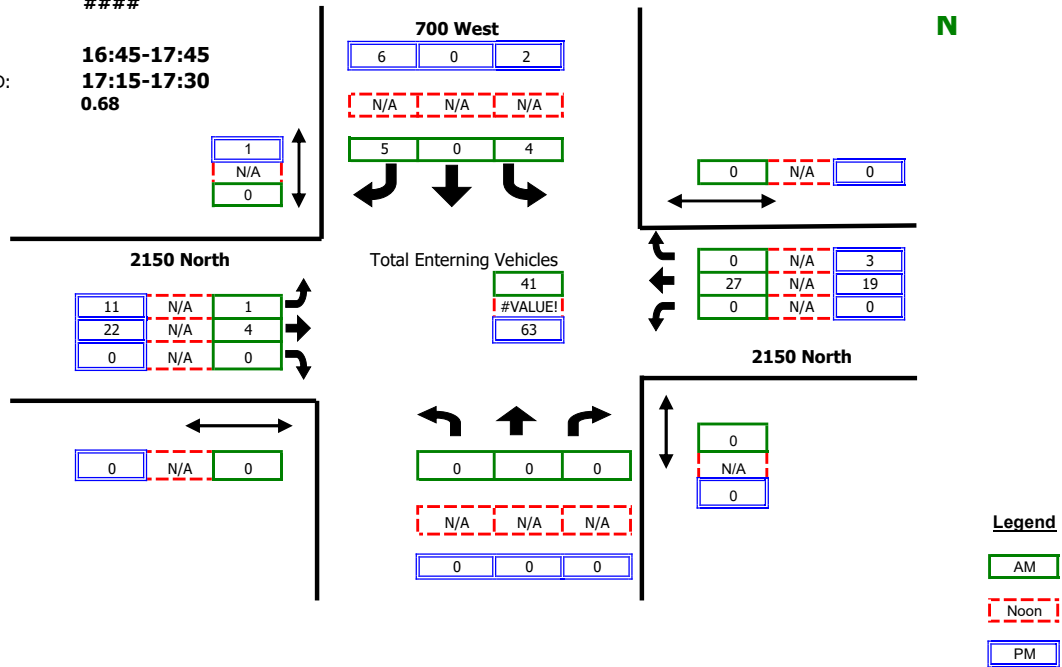 ####
700 West
N
16:45-17:45
6 0 2
D: 17:15-17:30
0.68
N/A N/A N/A
1
5 0 4
N/A
0 N/A 0
0
2150 North
Total Enterning Vehicles
0 N/A 3
41
27 N/A 19
11 N/A 1
#VALUE!
0 N/A 0
22 N/A 4
63
0 N/A 0
2150 North
0
0 N/A 0
0 0 0
N/A
0
N/A N/A N/A
Legend
0 0 0
AM
Noon
PM